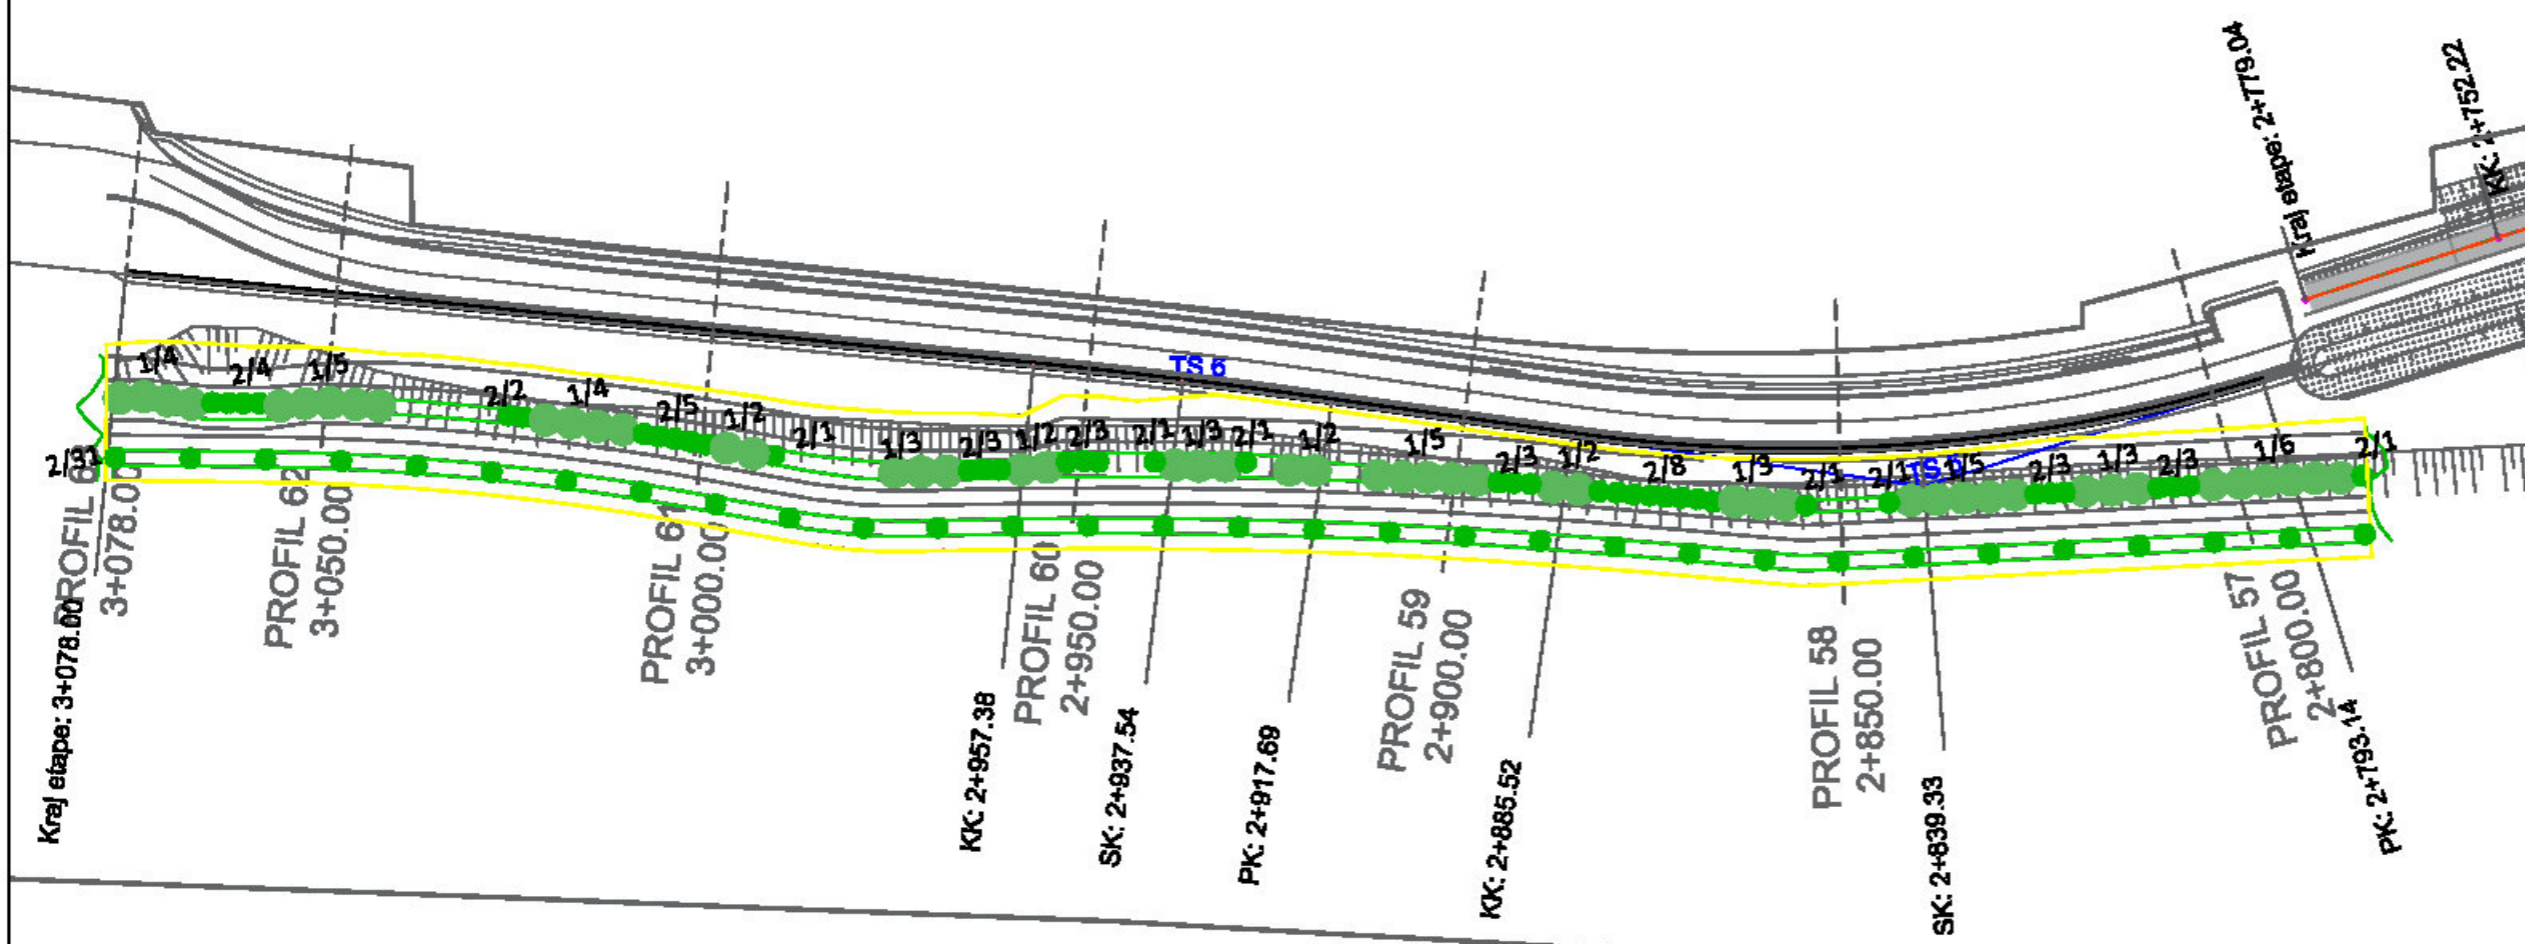 Kraj etape: 2+779.04
KK: 2+752.22
TS 6
1/4
2/4
1/5
2/2
1/4
2/5
1/2
2/1
1/3
2/3
1/2
2/3
2/1
1/3
2/1
1/2
1/5
2/3
1/2
2/8
1/3
2/1
2/1
1/5
2/3
1/3
2/3
1/6
2/1
2/31
PROFIL
3+078.00
Kraj etape: 3+078.00
PROFIL 62
3+050.00
PROFIL 61
3+000.00
KK: 2+957.38
PROFIL 60
2+950.00
SK: 2+937.54
PK: 2+917.69
PROFIL 59
2+900.00
KK: 2+885.52
PROFIL 58
2+850.00
SK: 2+839.33
PROFIL 57
2+800.00
PK: 2+793.14